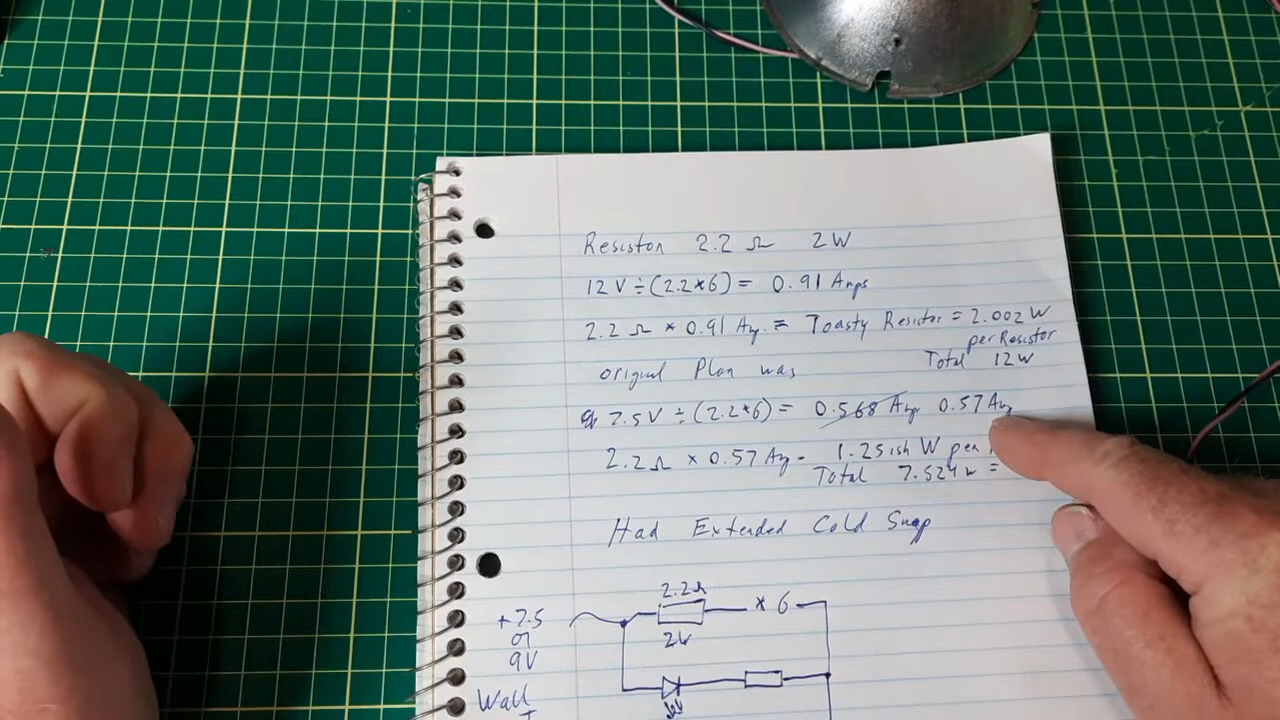 Resistor 2.2 Ω 2W
12V ÷ (2.2*6) = 0.91 Amps
2.2 Ω * 0.91 Amp = Toasty Resistor = 2.002 W
per Resistor
Total 12W
original Plan was
7.5V ÷ (2.2*6) = 0.568 Amp 0.57 Amp
2.2Ω x 0.57 Amp = 1.25ish W per
Total 7.524w =
Had Extended Cold Snap
2.2Ω
* 6
2W
+7.5
or
9V
Wall